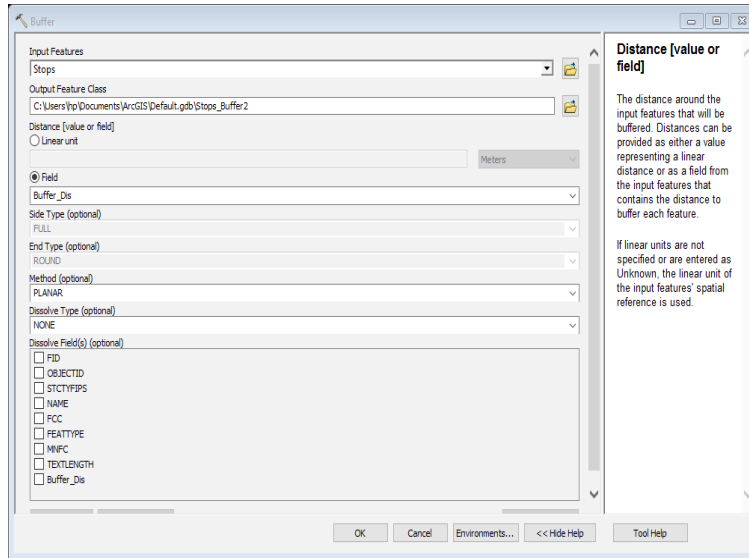 Buffer
Input Features
Stops
Output Feature Class
C:\Users\hp\Documents\ArcGIS\Default.gdb\Stops_Buffer2
Distance [value or field]
Linear unit
Meters
Field
Buffer_Dis
Side Type (optional)
FULL
End Type (optional)
ROUND
Method (optional)
PLANAR
Dissolve Type (optional)
NONE
Dissolve Field(s) (optional)
FID
OBJECTID
STCTYFIPS
NAME
FCC
FEATTYPE
MNFC
TEXTLENGTH
Buffer_Dis
OK
Cancel
Environments...
<< Hide Help
Tool Help
Distance [value or
field]
The distance around the
input features that will be
buffered. Distances can be
provided as either a value
representing a linear
distance or as a field from
the input features that
contains the distance to
buffer each feature.
If linear units are not
specified or are entered as
Unknown, the linear unit of
the input features' spatial
reference is used.